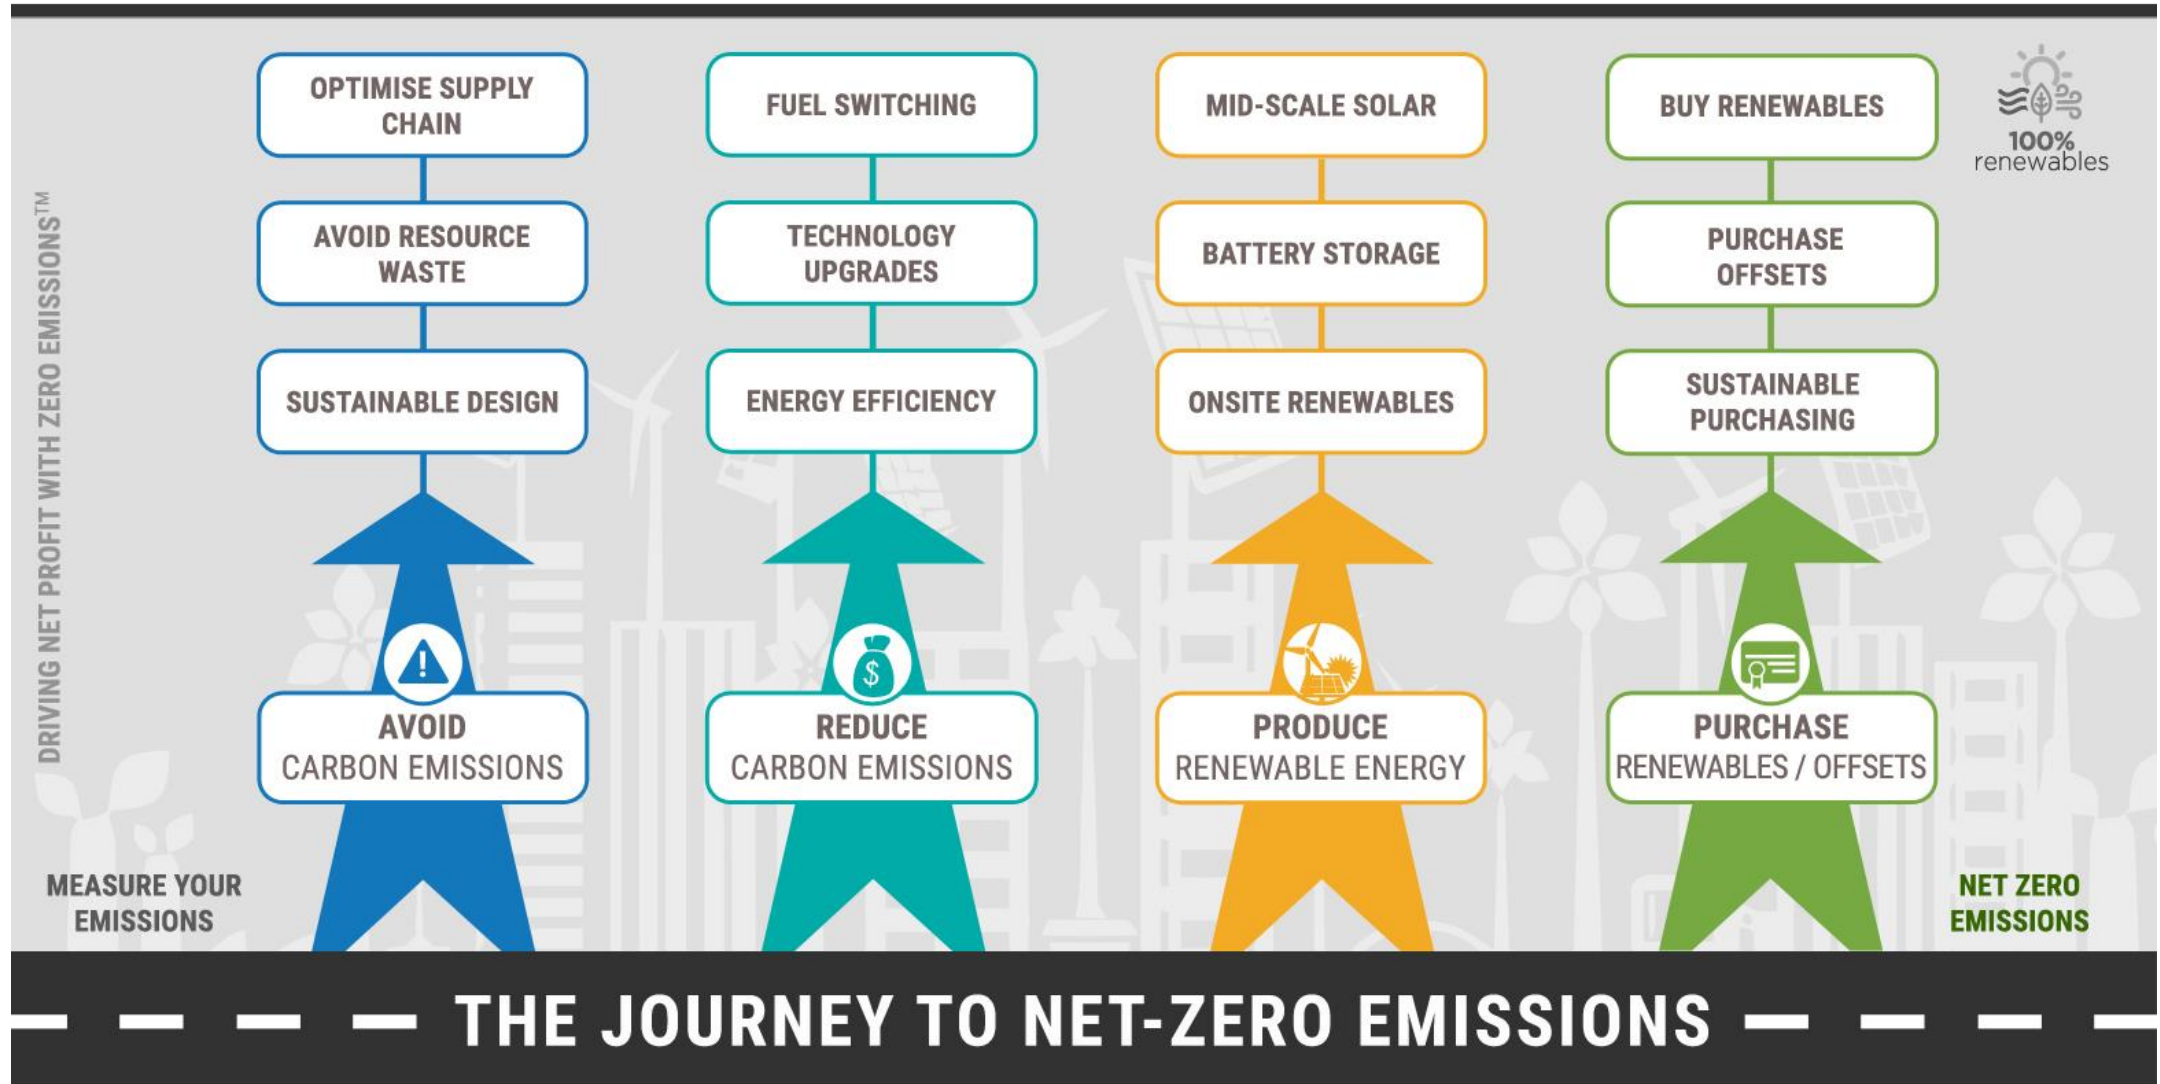 OPTIMISE SUPPLY
CHAIN
AVOID RESOURCE
WASTE
SUSTAINABLE DESIGN
AVOID
CARBON EMISSIONS
FUEL SWITCHING
TECHNOLOGY
UPGRADES
ENERGY EFFICIENCY
$
REDUCE
CARBON EMISSIONS
MID-SCALE SOLAR
BATTERY STORAGE
ONSITE RENEWABLES
PRODUCE
RENEWABLE ENERGY
BUY RENEWABLES
PURCHASE
OFFSETS
SUSTAINABLE
PURCHASING
PURCHASE
RENEWABLES / OFFSETS
100%
renewables
DRIVING NET PROFIT WITH ZERO EMISSIONS™
MEASURE YOUR
EMISSIONS
NET ZERO
EMISSIONS
THE JOURNEY TO NET-ZERO EMISSIONS